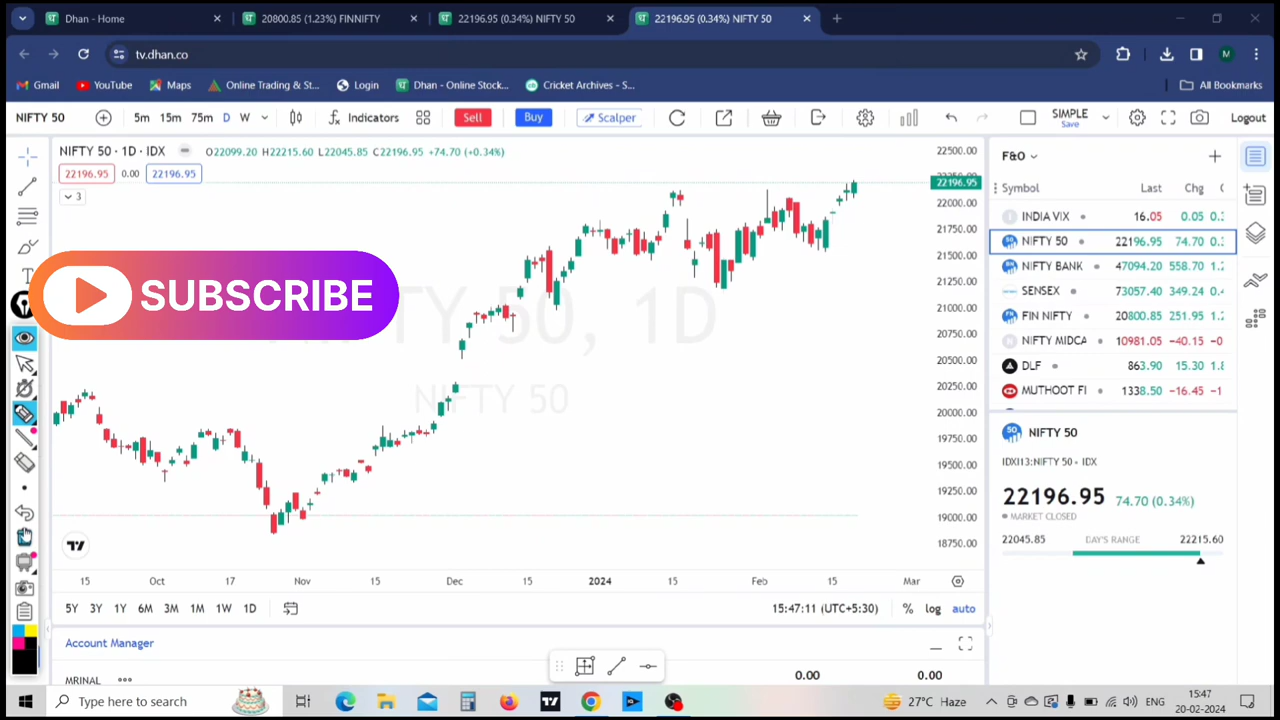 Dhan - Home
20800.85 (1.23%) FINNIFTY
22196.95 (0.34%) NIFTY 50
22196.95 (0.34%) NIFTY 50
tv.dhan.co
M
Gmail
YouTube
Maps
Online Trading & St...
Login
Dhan - Online Stock...
Cricket Archives - S...
All Bookmarks
NIFTY 50
5m 15m 75m D W
Indicators
Sell
Buy
Scalper
SIMPLE
Save
Logout
NIFTY 50 · 1D · IDX
O22099.20 H22215.60 L22045.85 C22196.95 +74.70 (+0.34%)
22196.95 0.00 22196.95
3
SUBSCRIBE
NIFTY 50, 1D
NIFTY 50
22500.00
22196.95
22000.00
21750.00
21500.00
21250.00
21000.00
20750.00
20500.00
20250.00
20000.00
19750.00
19500.00
19250.00
19000.00
18750.00
15 Oct 17 Nov 15 Dec 15 2024 15 Feb 15 Mar
5Y 3Y 1Y 6M 3M 1M 1W 1D
15:47:11 (UTC+5:30)
% log auto
Account Manager
MRINAL
0.00 0.00
F&O
Symbol Last Chg
INDIA VIX 16.05 0.05
NIFTY 50 22196.95 74.70
NIFTY BANK 47094.20 558.70
SENSEX 73057.40 349.24
FIN NIFTY 20800.85 251.95
NIFTY MIDCA 10981.05 −40.15
DLF 863.90 15.30
MUTHOOT FI 1338.50 −16.45
NIFTY 50
IDXI13:NIFTY 50 • IDX
22196.95 74.70 (0.34%)
MARKET CLOSED
22045.85 DAY'S RANGE 22215.60
Type here to search
27°C Haze
ENG
15:47
20-02-2024